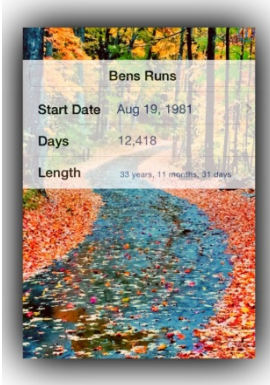 Bens Runs
Start Date Aug 19, 1981
Days 12,418
Length 33 years, 11 months, 31 days